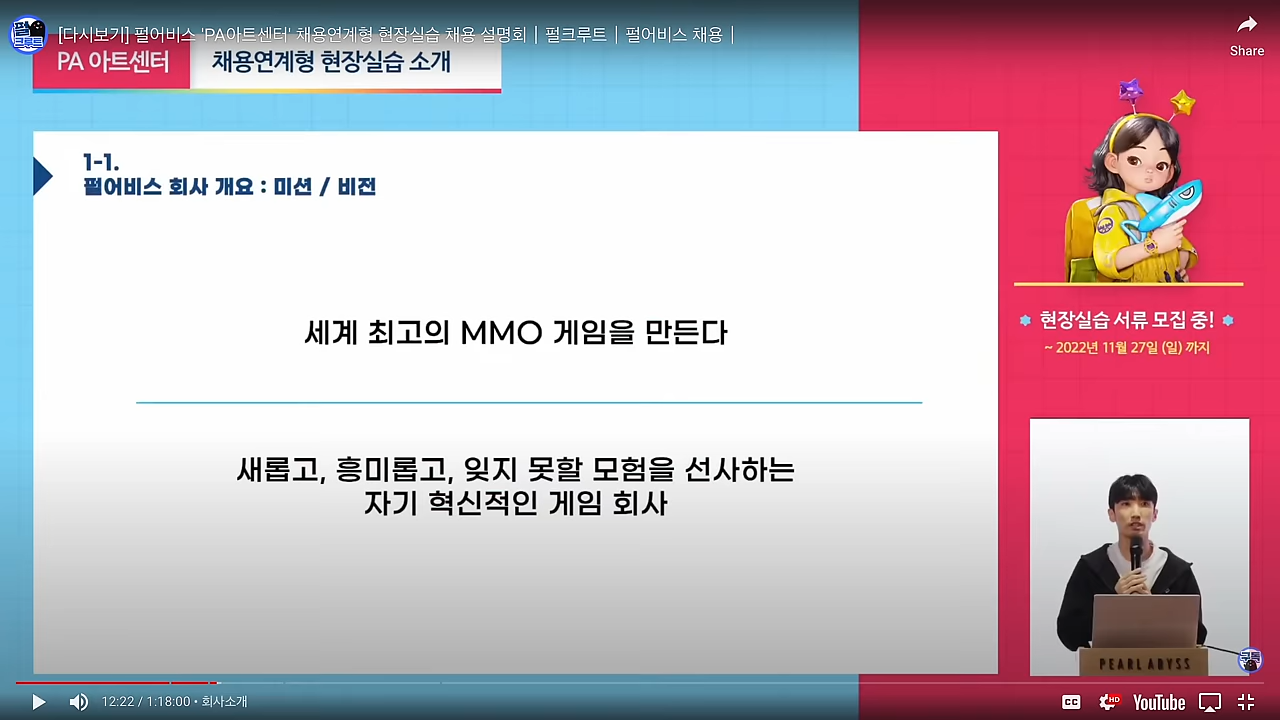 [다시보기] 펄어비스 'PA아트센터' 채용연계형 현장실습 채용 설명회 | 펄크루트 | 펄어비스 채용
Share
PA 아트센터
채용연계형 현장실습 소개
1-1.
펄어비스 회사 개요 : 미션 / 비전
세계 최고의 MMO 게임을 만든다
새롭고, 흥미롭고, 잊지 못할 모험을 선사하는
자기 혁신적인 게임 회사
현장실습 서류 모집 중!
~ 2022년 11월 27일 (일) 까지
PEARL ABYSS
12:22 / 1:18:00 • 회사소개
CC
HD
YouTube